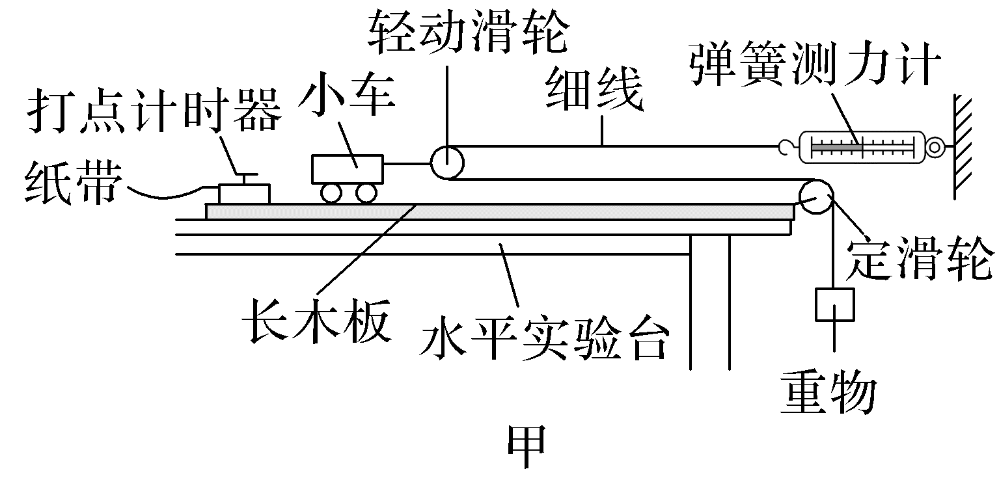 轻动滑轮
弹簧测力计
细线
小车
打点计时器
纸带
定滑轮
长木板
水平实验台
重物
甲